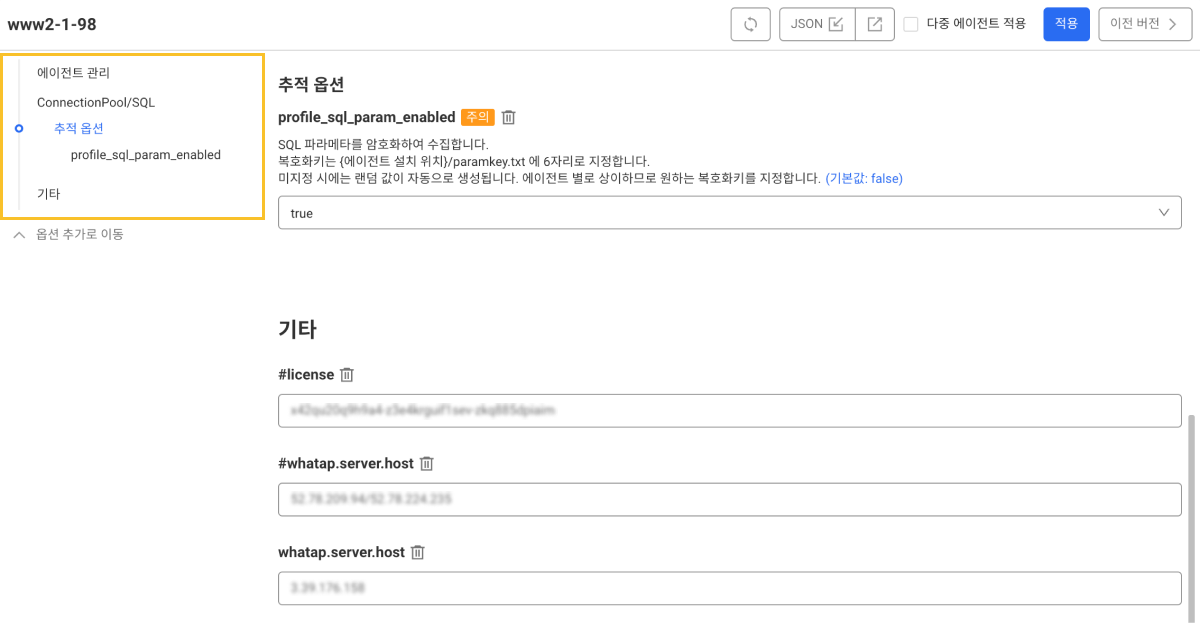 www2-1-98
JSON
다중 에이전트 적용
적용
이전 버전
에이전트 관리
ConnectionPool/SQL
추적 옵션
profile_sql_param_enabled
기타
옵션 추가로 이동
추적 옵션
profile_sql_param_enabled 주의
SQL 파라메타를 암호화하여 수집합니다.
복호화키는 {에이전트 설치 위치}/paramkey.txt 에 6자리로 지정합니다.
미지정 시에는 랜덤 값이 자동으로 생성됩니다. 에이전트 별로 상이하므로 원하는 복호화키를 지정합니다. (기본값: false)
true
기타
#license
#whatap.server.host
whatap.server.host